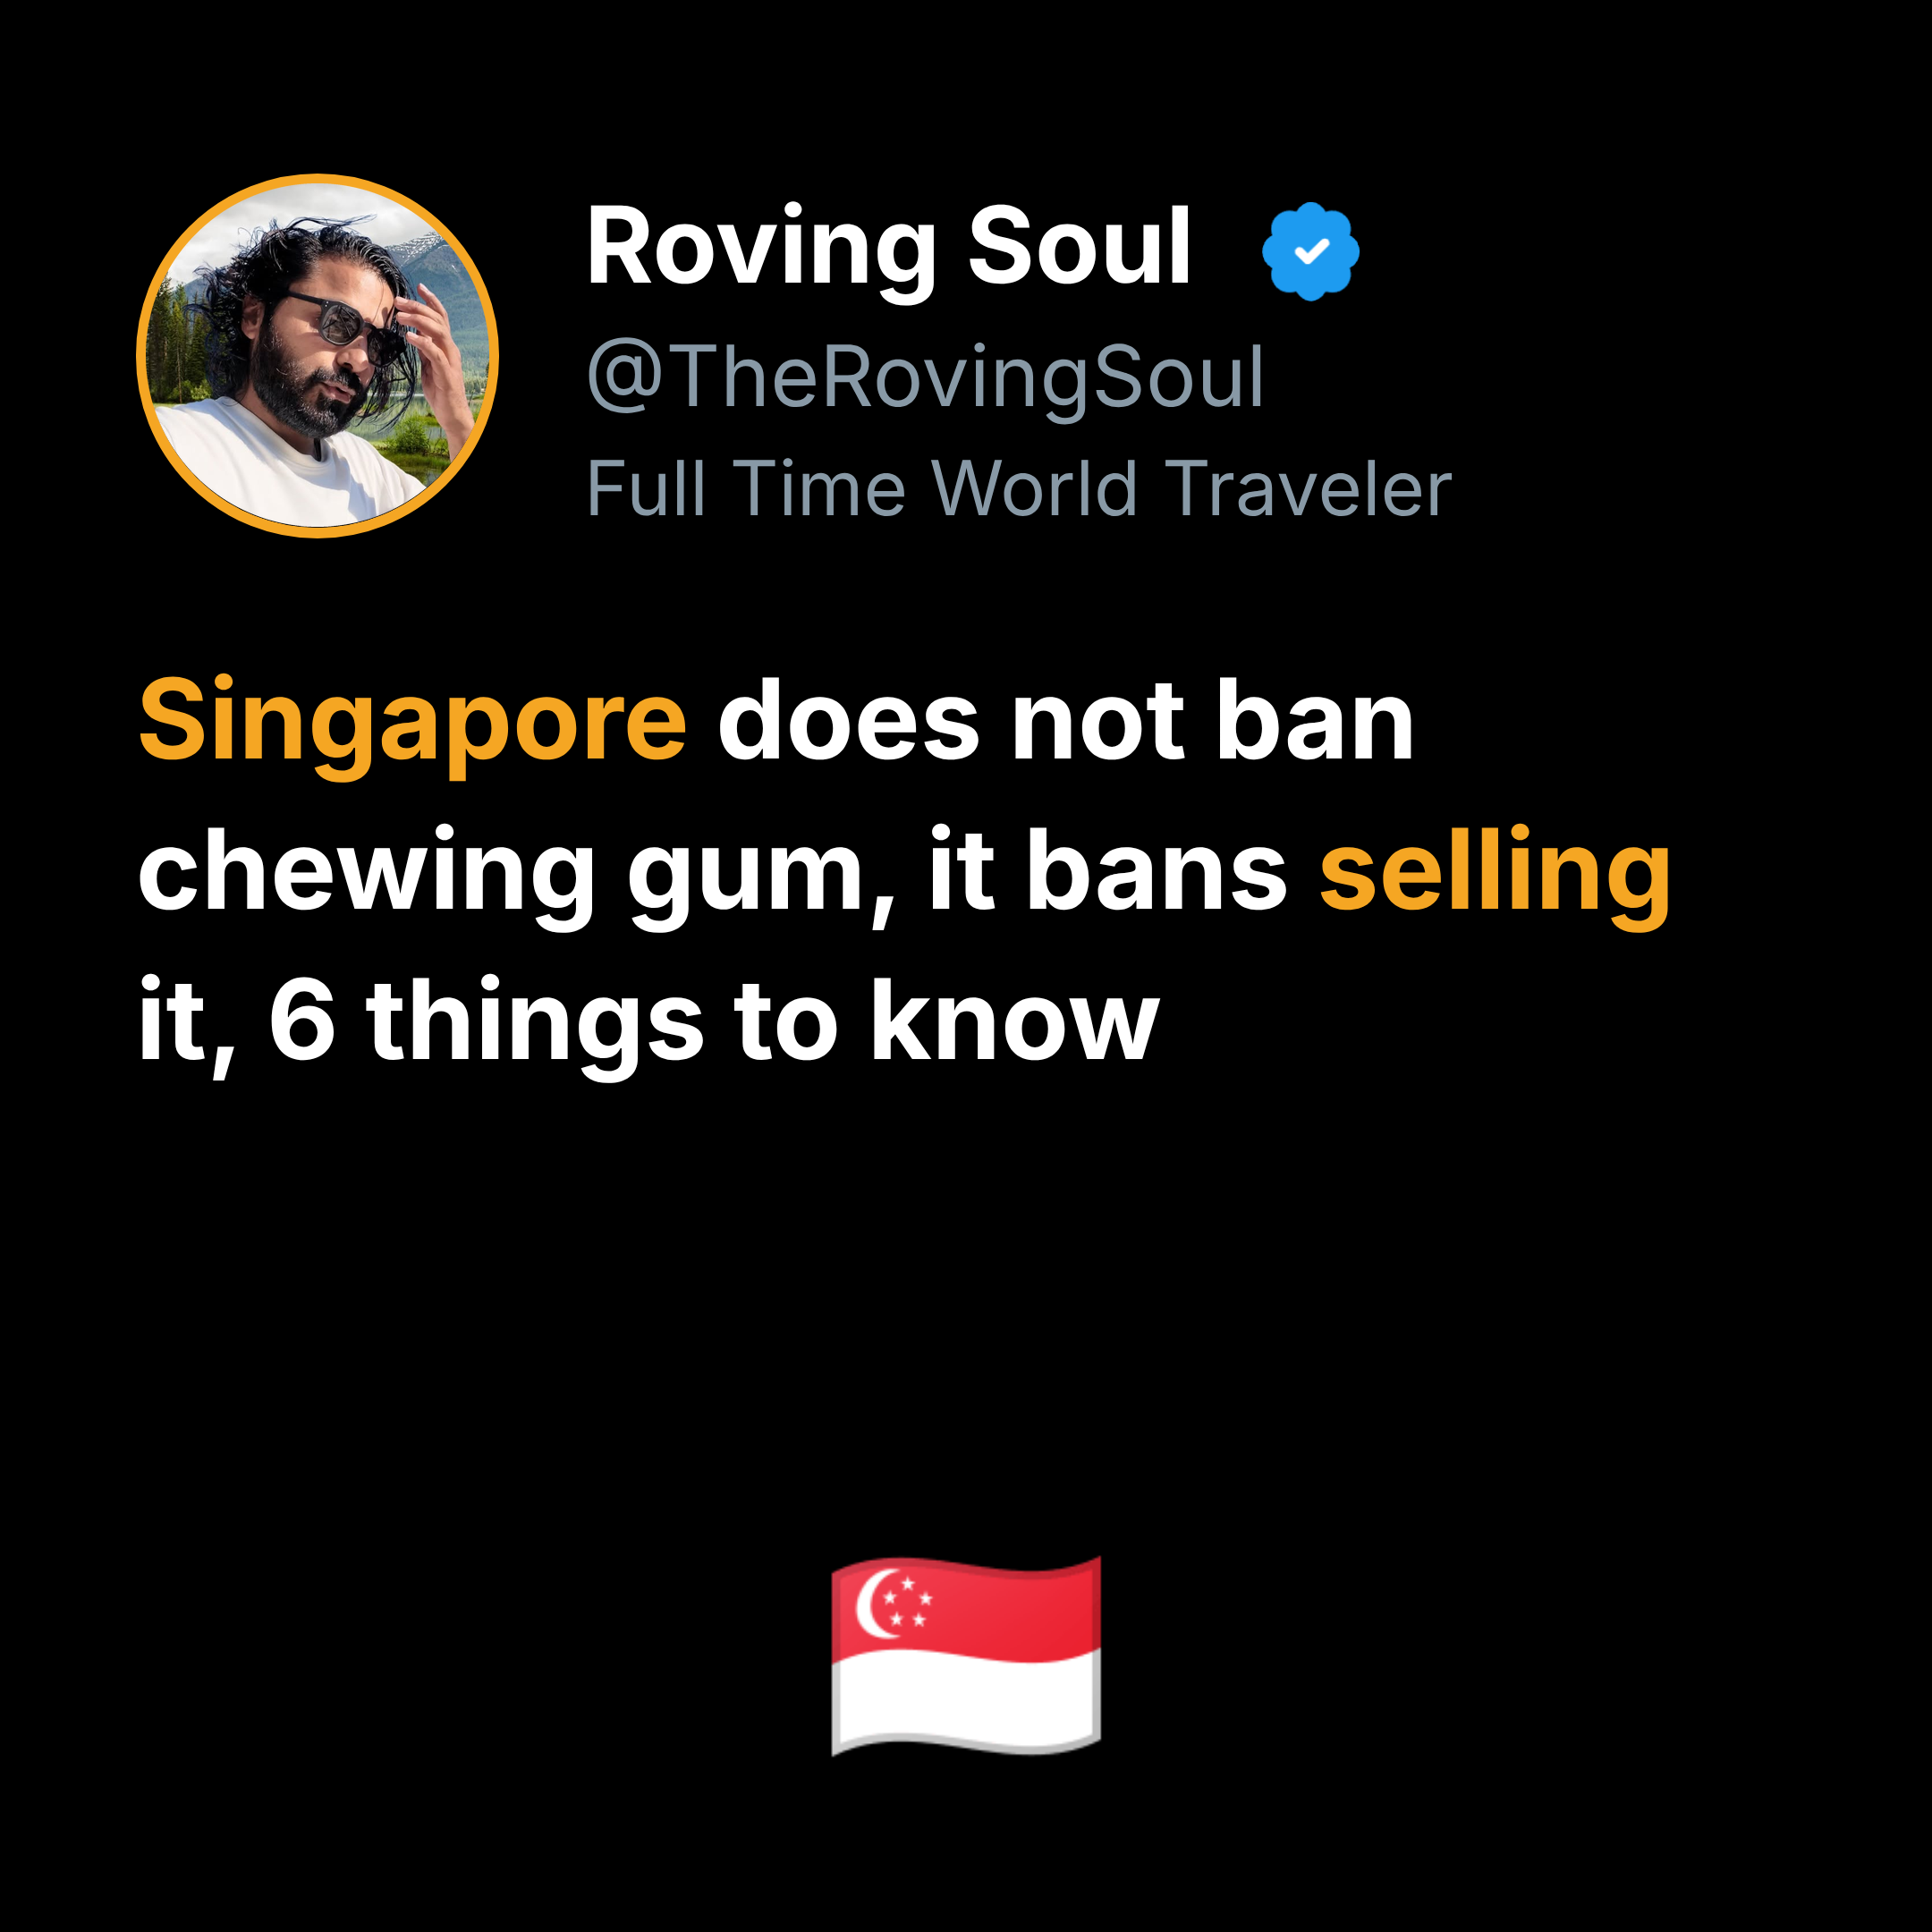 Roving Soul
@TheRovingSoul
Full Time World Traveler
Singapore does not ban
chewing gum, it bans selling
it, 6 things to know